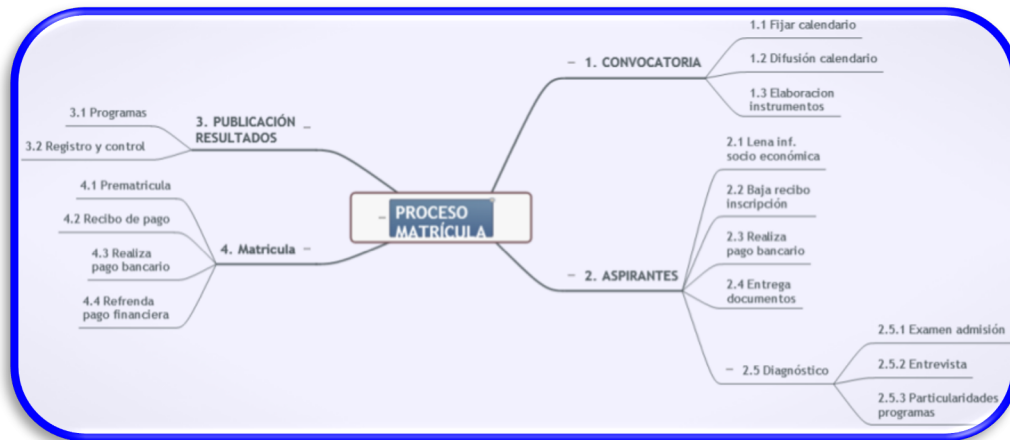 PROCESO
MATRÍCULA
1. CONVOCATORIA
1.1 Fijar calendario
1.2 Difusión calendario
1.3 Elaboracion
instrumentos
2. ASPIRANTES
2.1 Lena inf.
socio económica
2.2 Baja recibo
inscripción
2.3 Realiza
pago bancario
2.4 Entrega
documentos
2.5 Diagnóstico
2.5.1 Examen admisión
2.5.2 Entrevista
2.5.3 Particularidades
programas
3. PUBLICACIÓN
RESULTADOS
3.1 Programas
3.2 Registro y control
4. Matricula
4.1 Prematricula
4.2 Recibo de pago
4.3 Realiza
pago bancario
4.4 Refrenda
pago financiera